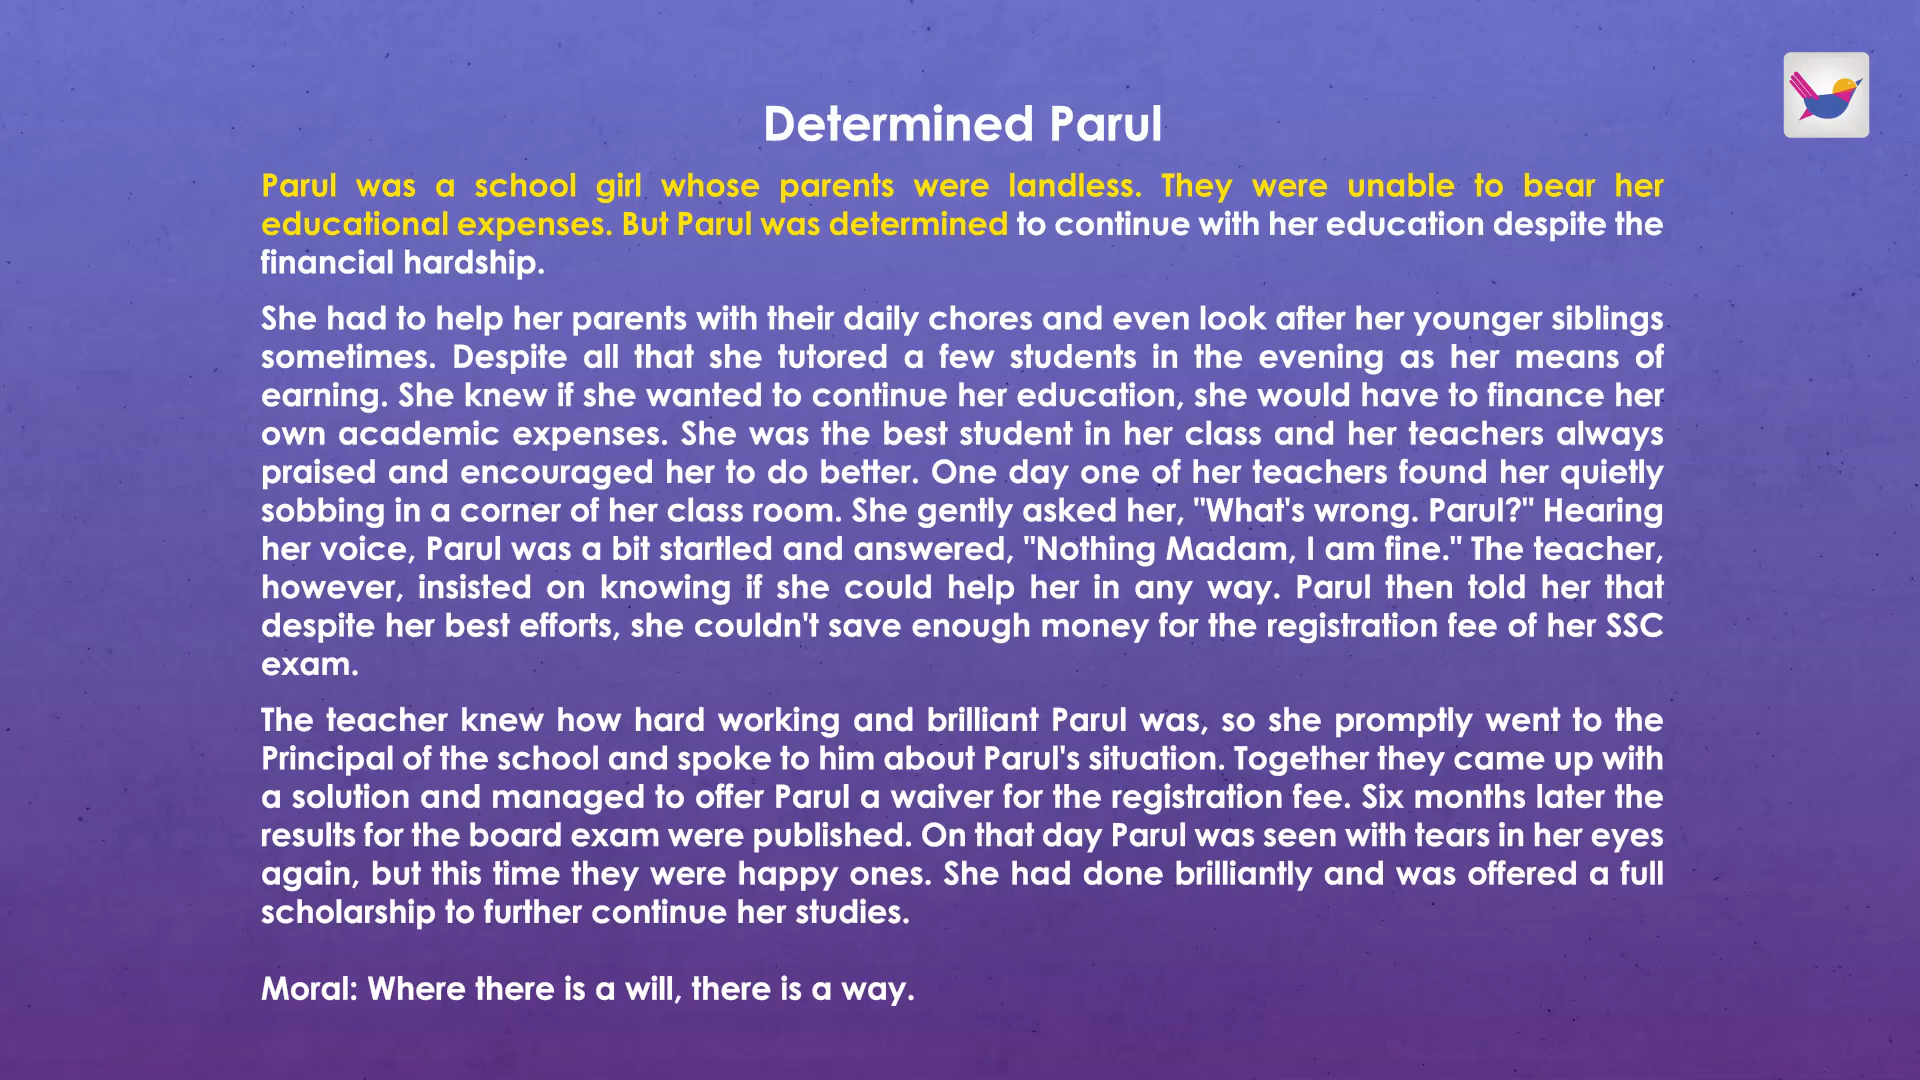 Determined Parul
Parul was a school girl whose parents were landless. They were unable to bear her
educational expenses. But Parul was determined to continue with her education despite the
financial hardship.
She had to help her parents with their daily chores and even look after her younger siblings
sometimes. Despite all that she tutored a few students in the evening as her means of
earning. She knew if she wanted to continue her education, she would have to finance her
own academic expenses. She was the best student in her class and her teachers always
praised and encouraged her to do better. One day one of her teachers found her quietly
sobbing in a corner of her class room. She gently asked her, "What's wrong. Parul?" Hearing
her voice, Parul was a bit startled and answered, "Nothing Madam, I am fine." The teacher,
however, insisted on knowing if she could help her in any way. Parul then told her that
despite her best efforts, she couldn't save enough money for the registration fee of her SSC
exam.
The teacher knew how hard working and brilliant Parul was, so she promptly went to the
Principal of the school and spoke to him about Parul's situation. Together they came up with
a solution and managed to offer Parul a waiver for the registration fee. Six months later the
results for the board exam were published. On that day Parul was seen with tears in her eyes
again, but this time they were happy ones. She had done brilliantly and was offered a full
scholarship to further continue her studies.
Moral: Where there is a will, there is a way.